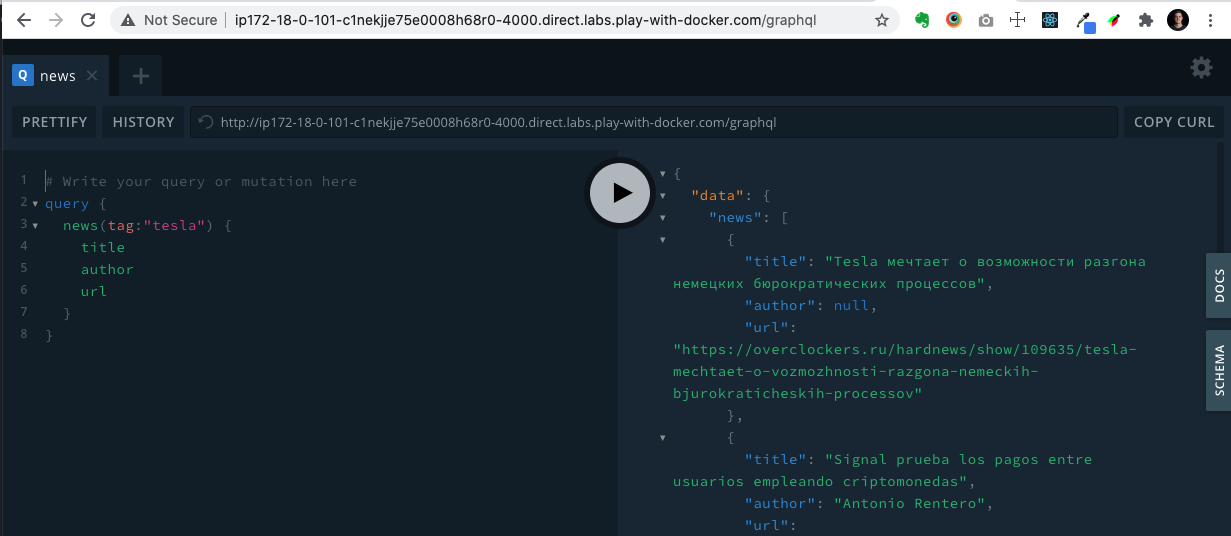 Not Secure ip172-18-0-101-c1nekjje75e0008h68r0-4000.direct.labs.play-with-docker.com/graphql
Q news
PRETTIFY HISTORY http://ip172-18-0-101-c1nekjje75e0008h68r0-4000.direct.labs.play-with-docker.com/graphql COPY CURL
1 # Write your query or mutation here
2 query {
3 news(tag:"tesla") {
4 title
5 author
6 url
7 }
8 }
{
"data": {
"news": [
{
"title": "Tesla мечтает о возможности разгона
немецких бюрократических процессов",
"author": null,
"url":
"https://overclockers.ru/hardnews/show/109635/tesla-
mechtaet-o-vozmozhnosti-razgona-nemeckih-
bjurokraticheskih-processov"
},
{
"title": "Signal prueba los pagos entre
usuarios empleando criptomonedas",
"author": "Antonio Rentero",
"url":
DOCS
SCHEMA